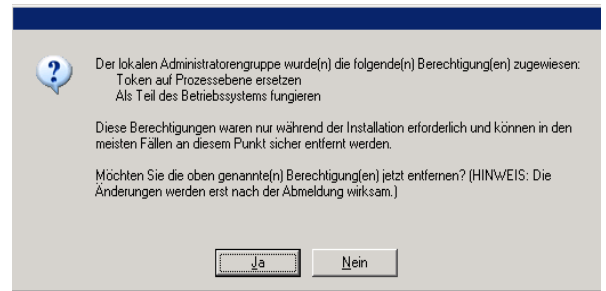 Der lokalen Administratorengruppe wurde(n) die folgende(n) Berechtigung(en) zugewiesen:
Token auf Prozessebene ersetzen
Als Teil des Betriebssystems fungieren
Diese Berechtigungen waren nur während der Installation erforderlich und können in den
meisten Fällen an diesem Punkt sicher entfernt werden.
Möchten Sie die oben genannte(n) Berechtigung(en) jetzt entfernen? (HINWEIS: Die
Änderungen werden erst nach der Abmeldung wirksam.)
Ja
Nein